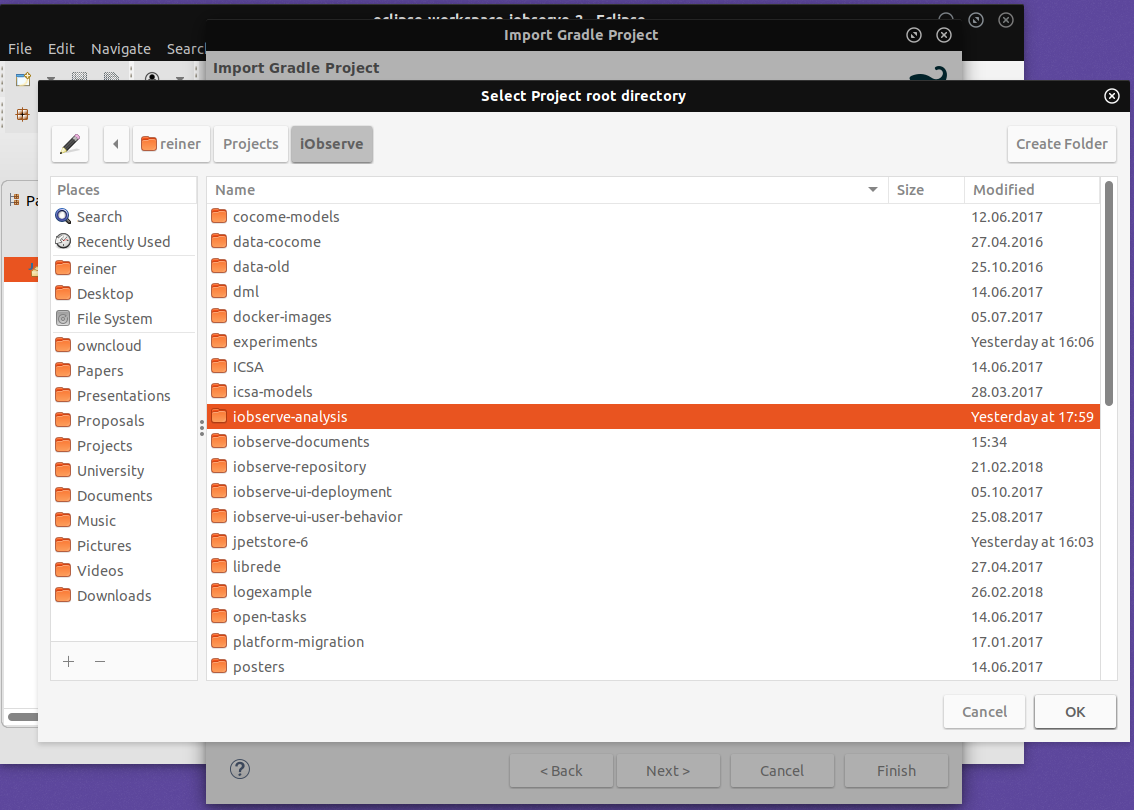 eclipse-workspace-iobserve-2 - Eclipse
Import Gradle Project
File Edit Navigate Search
Import Gradle Project
Select Project root directory
reiner Projects iObserve Create Folder
Places
Search
Recently Used
reiner
Desktop
File System
owncloud
Papers
Presentations
Proposals
Projects
University
Documents
Music
Pictures
Videos
Downloads
Name Size Modified
cocome-models 12.06.2017
data-cocome 27.04.2016
data-old 25.10.2016
dml 14.06.2017
docker-images 05.07.2017
experiments Yesterday at 16:06
ICSA 14.06.2017
icsa-models 28.03.2017
iobserve-analysis Yesterday at 17:59
iobserve-documents 15:34
iobserve-repository 21.02.2018
iobserve-ui-deployment 05.10.2017
iobserve-ui-user-behavior 25.08.2017
jpetstore-6 Yesterday at 16:03
librede 27.04.2017
logexample 26.02.2018
open-tasks 14.06.2017
platform-migration 17.01.2017
posters 14.06.2017
Cancel OK
< Back Next > Cancel Finish